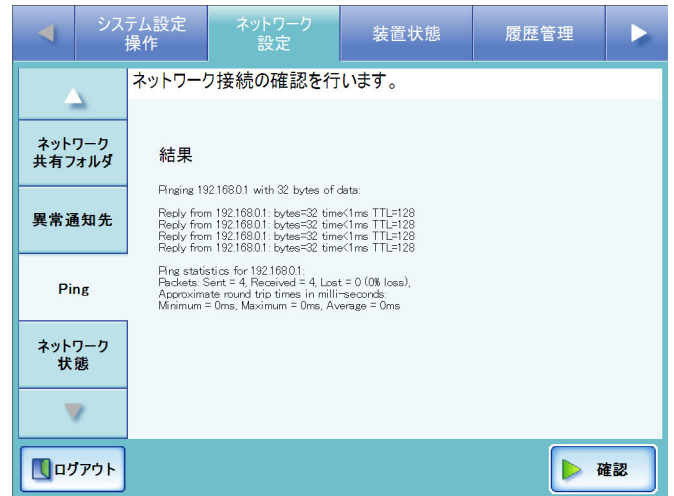 システム設定
操作
ネットワーク
設定
装置状態
履歴管理
ネットワーク接続の確認を行います。
ネットワーク
共有フォルダ
異常通知先
Ping
ネットワーク
状態
結果
Pinging 192.168.0.1 with 32 bytes of data:
Reply from 192.168.0.1: bytes=32 time<1ms TTL=128
Reply from 192.168.0.1: bytes=32 time<1ms TTL=128
Reply from 192.168.0.1: bytes=32 time<1ms TTL=128
Reply from 192.168.0.1: bytes=32 time<1ms TTL=128
Ping statistics for 192.168.0.1:
Packets: Sent = 4, Received = 4, Lost = 0 (0% loss),
Approximate round trip times in milli-seconds:
Minimum = 0ms, Maximum = 0ms, Average = 0ms
ログアウト
確認